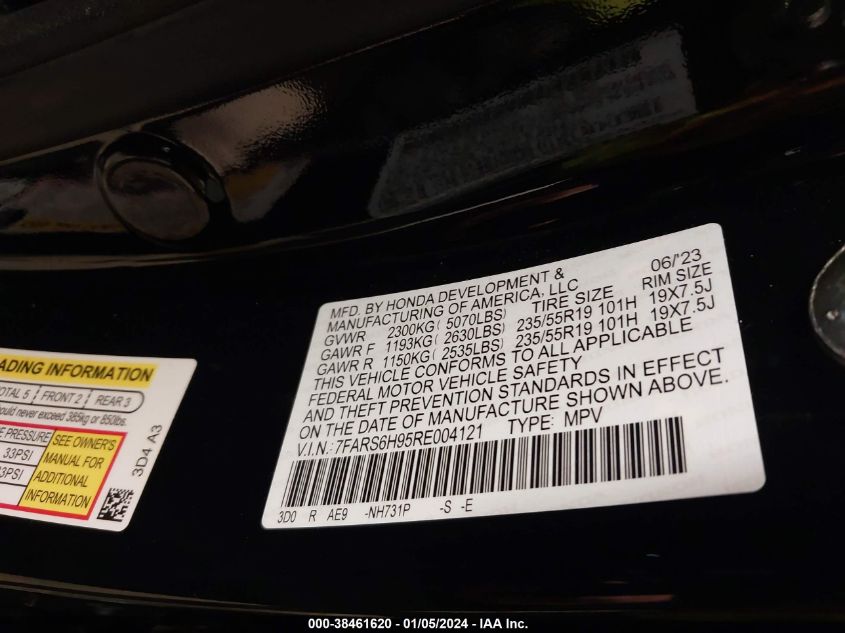 MFD. BY HONDA DEVELOPMENT & 06/'23
MANUFACTURING OF AMERICA, LLC
GVWR 2300KG( 5070LBS) TIRE SIZE RIM SIZE
GAWR F 1193KG( 2630LBS) 235/55R19 101H 19X7.5J
GAWR R 1150KG( 2535LBS) 235/55R19 101H 19X7.5J
THIS VEHICLE CONFORMS TO ALL APPLICABLE
FEDERAL MOTOR VEHICLE SAFETY
AND THEFT PREVENTION STANDARDS IN EFFECT
ON THE DATE OF MANUFACTURE SHOWN ABOVE.
V.I.N.:7FARS6H95RE004121 TYPE: MPV
3D0 R AE9 -NH731P -S -E
ADING INFORMATION
OTAL 5 FRONT 2 REAR 3
ould never exceed 385kg or 850lbs.
E PRESSURE
33PSI
33PSI
SEE OWNER'S
MANUAL FOR
ADDITIONAL
INFORMATION
3D4 A3
000-38461620 - 01/05/2024 - IAA Inc.